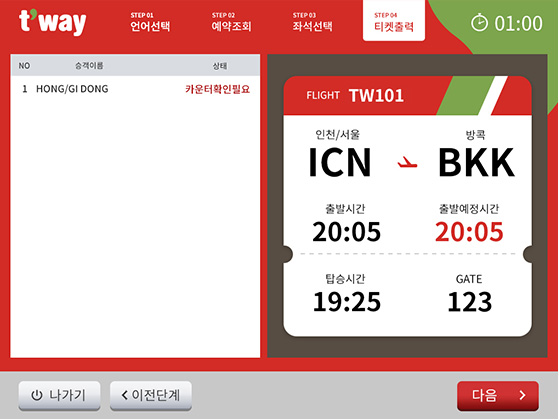 t'way
STEP 01
언어선택
STEP 02
예약조회
STEP 03
좌석선택
STEP 04
티켓출력
01:00
NO 승객이름 상태
1 HONG/GI DONG 카운터확인필요
FLIGHT TW101
인천/서울 방콕
ICN BKK
출발시간 출발예정시간
20:05 20:05
탑승시간 GATE
19:25 123
나가기 이전단계 다음